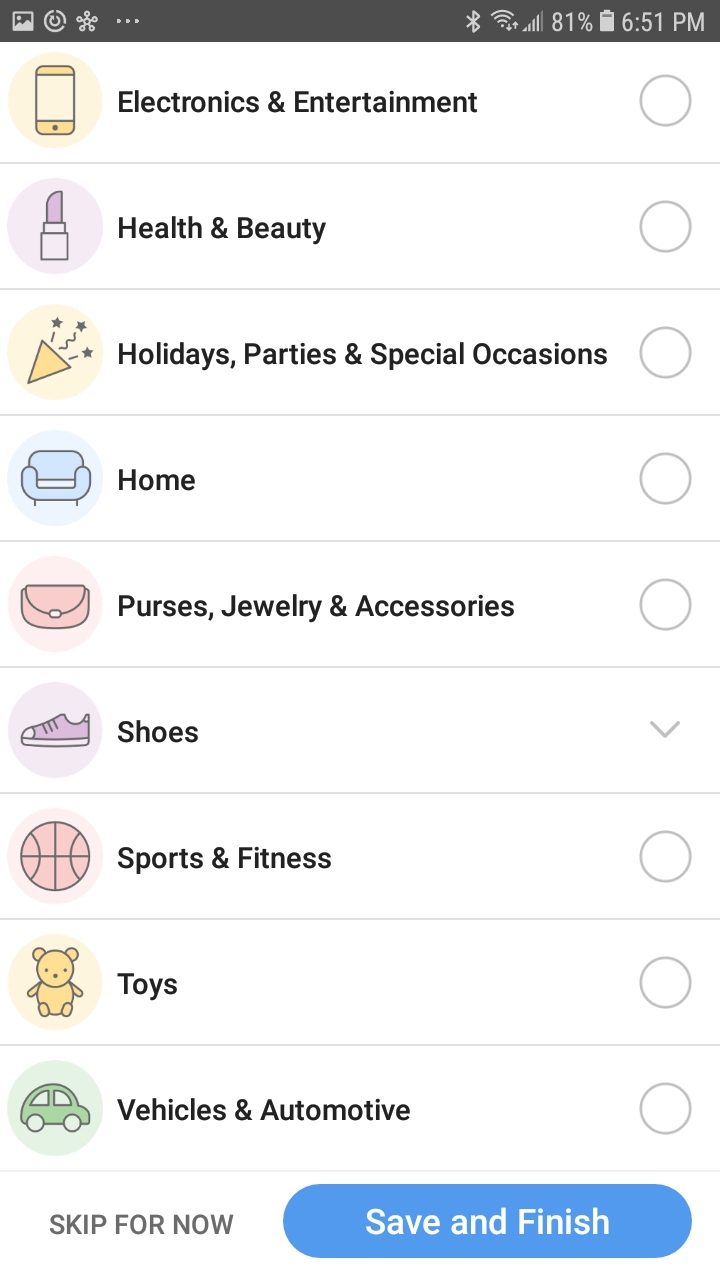 81% 6:51 PM
Electronics & Entertainment
Health & Beauty
Holidays, Parties & Special Occasions
Home
Purses, Jewelry & Accessories
Shoes
Sports & Fitness
Toys
Vehicles & Automotive
SKIP FOR NOW
Save and Finish